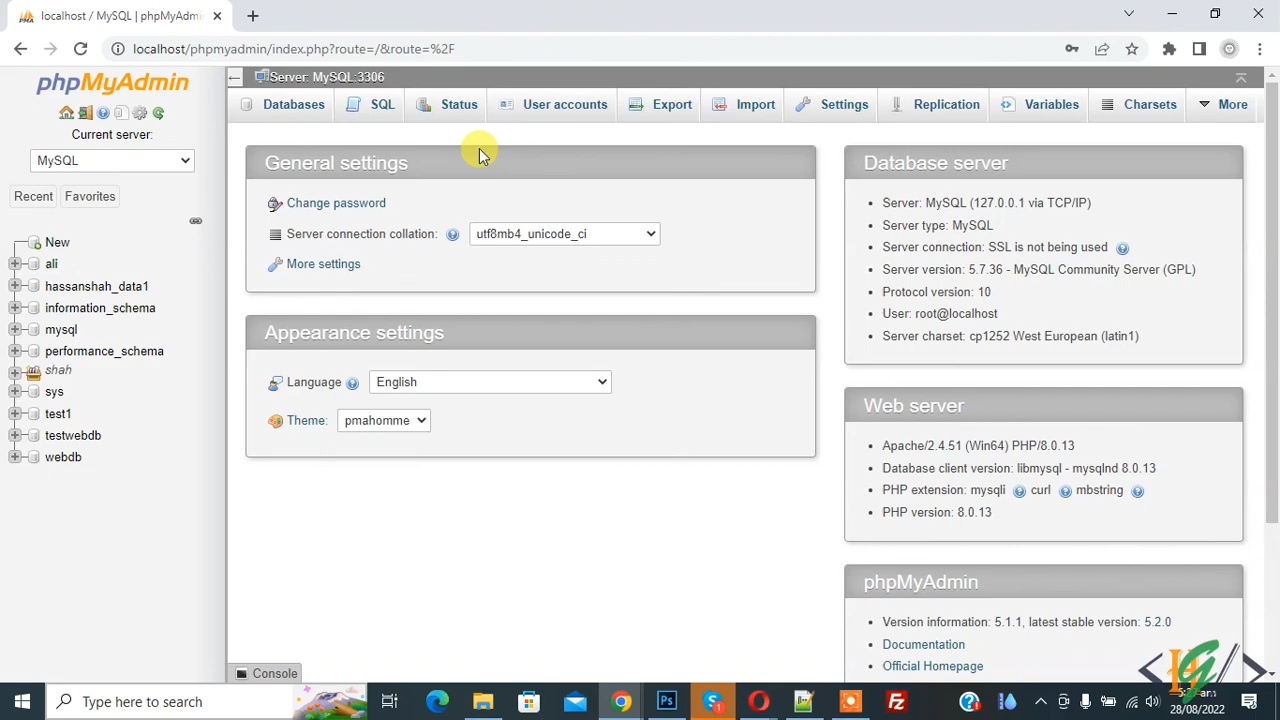 localhost / MySQL | phpMyAdmin
localhost/phpmyadmin/index.php?route=/&route=%2F
phpMyAdmin
Current server:
MySQL
Recent
Favorites
New
ali
hassanshah_data1
information_schema
mysql
performance_schema
shah
sys
test1
testwebdb
webdb
Server: MySQL:3306
Databases
SQL
Status
User accounts
Export
Import
Settings
Replication
Variables
Charsets
More
General settings
Change password
Server connection collation:
utf8mb4_unicode_ci
More settings
Appearance settings
Language
English
Theme:
pmahomme
Database server
Server: MySQL (127.0.0.1 via TCP/IP)
Server type: MySQL
Server connection: SSL is not being used
Server version: 5.7.36 - MySQL Community Server (GPL)
Protocol version: 10
User: root@localhost
Server charset: cp1252 West European (latin1)
Web server
Apache/2.4.51 (Win64) PHP/8.0.13
Database client version: libmysql - mysqlnd 8.0.13
PHP extension: mysqli curl mbstring
PHP version: 8.0.13
phpMyAdmin
Version information: 5.1.1, latest stable version: 5.2.0
Documentation
Official Homepage
Console
Type here to search
28/08/2022